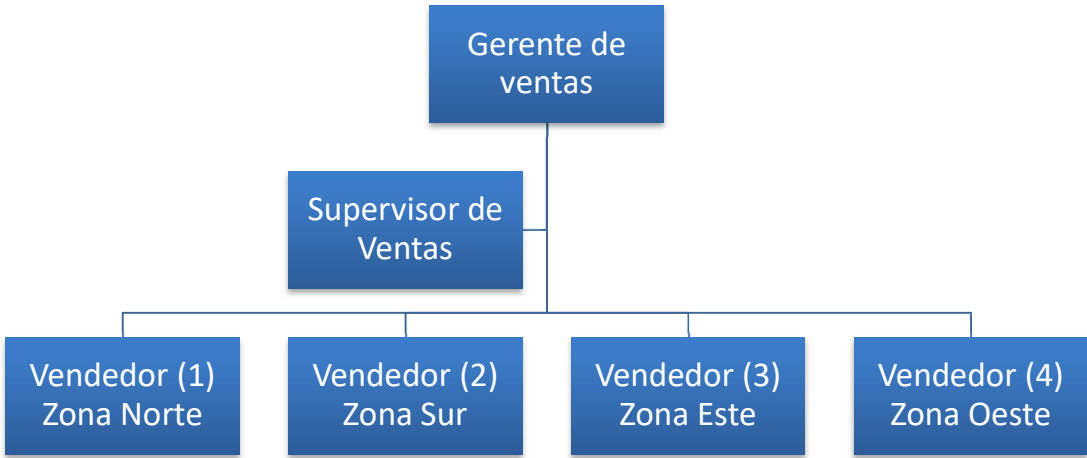 Gerente de
ventas
Supervisor de
Ventas
Vendedor (1)
Zona Norte
Vendedor (2)
Zona Sur
Vendedor (3)
Zona Este
Vendedor (4)
Zona Oeste